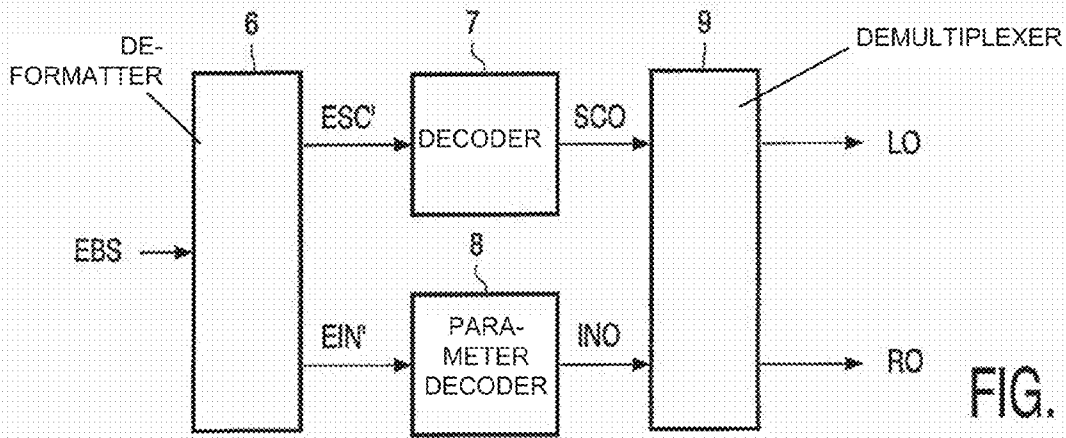 6
7
9
DE-
FORMATTER
DEMULTIPLEXER
ESC'
DECODER
SCO
LO
EBS
8
EIN'
PARA-
METER
DECODER
INO
RO
FIG.